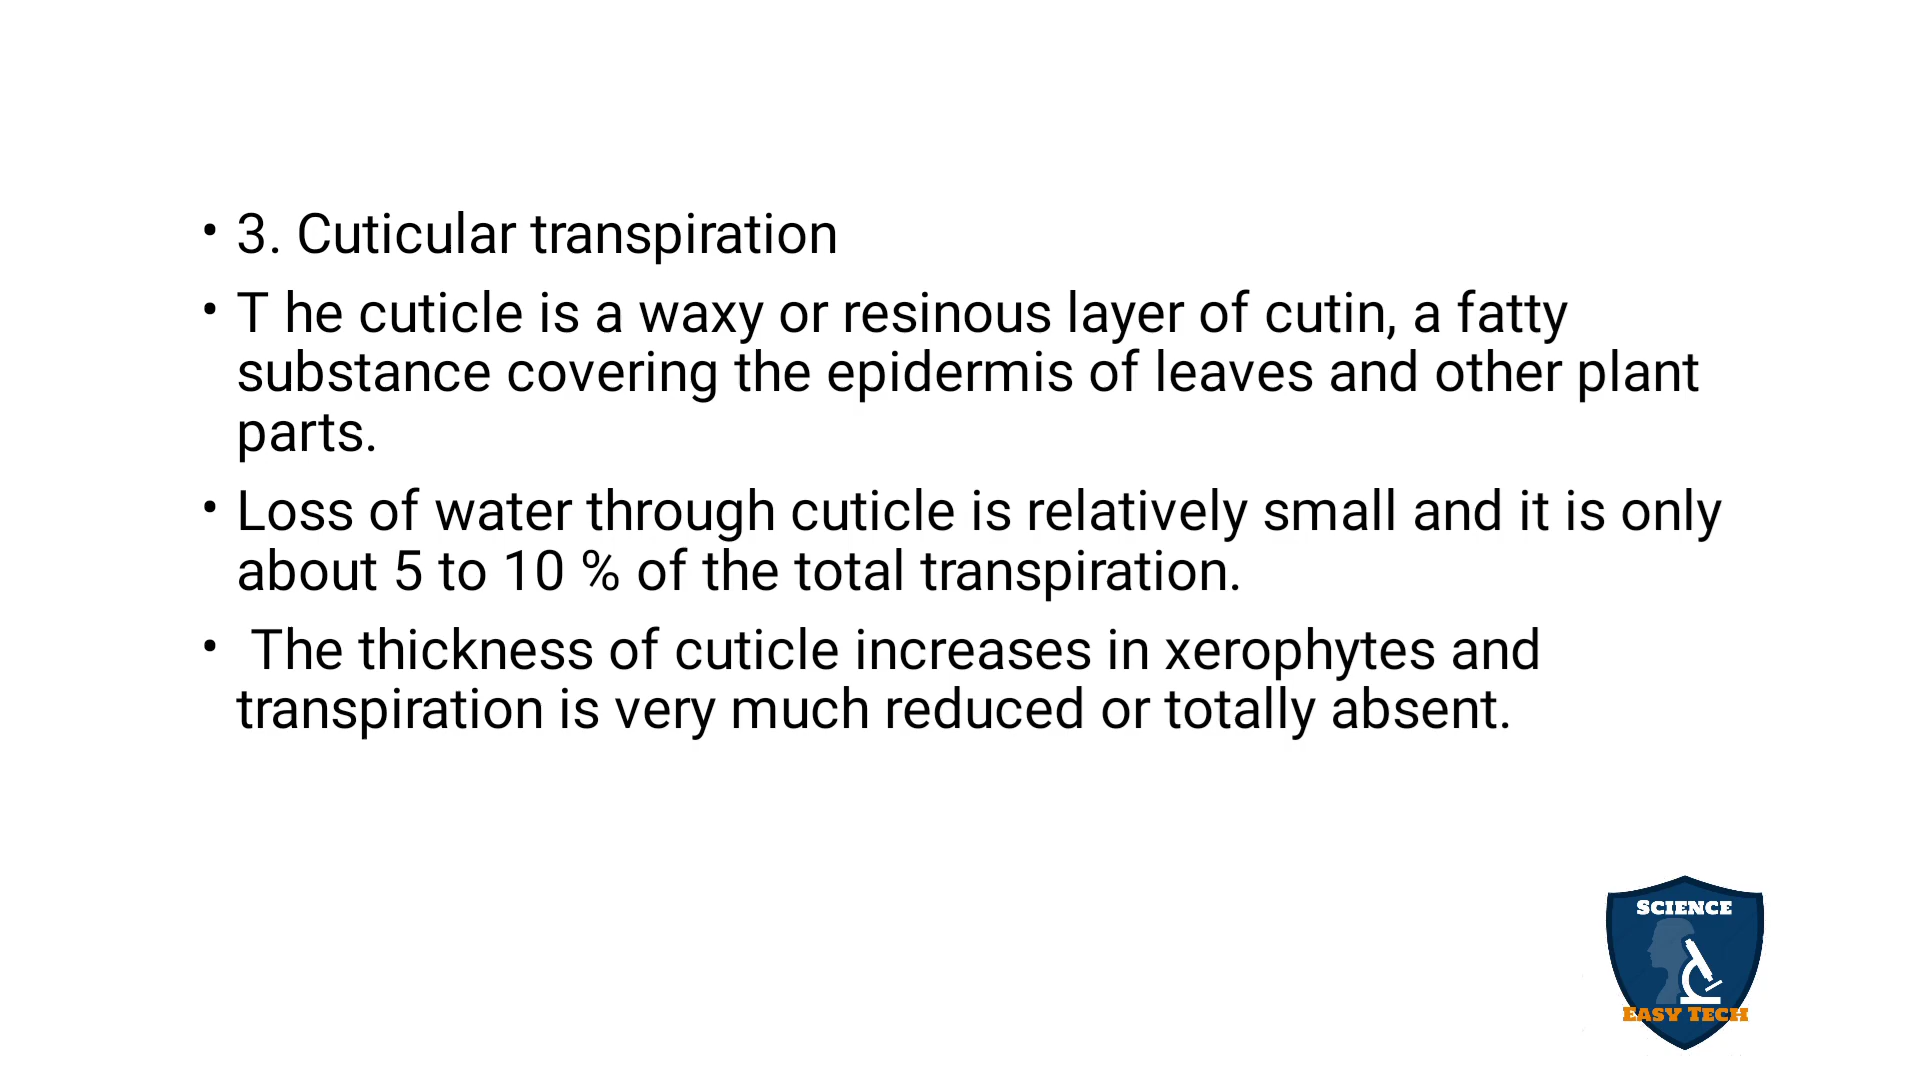 • 3. Cuticular transpiration
• T he cuticle is a waxy or resinous layer of cutin, a fatty
substance covering the epidermis of leaves and other plant
parts.
• Loss of water through cuticle is relatively small and it is only
about 5 to 10 % of the total transpiration.
• The thickness of cuticle increases in xerophytes and
transpiration is very much reduced or totally absent.
SCIENCE
EASY TECH